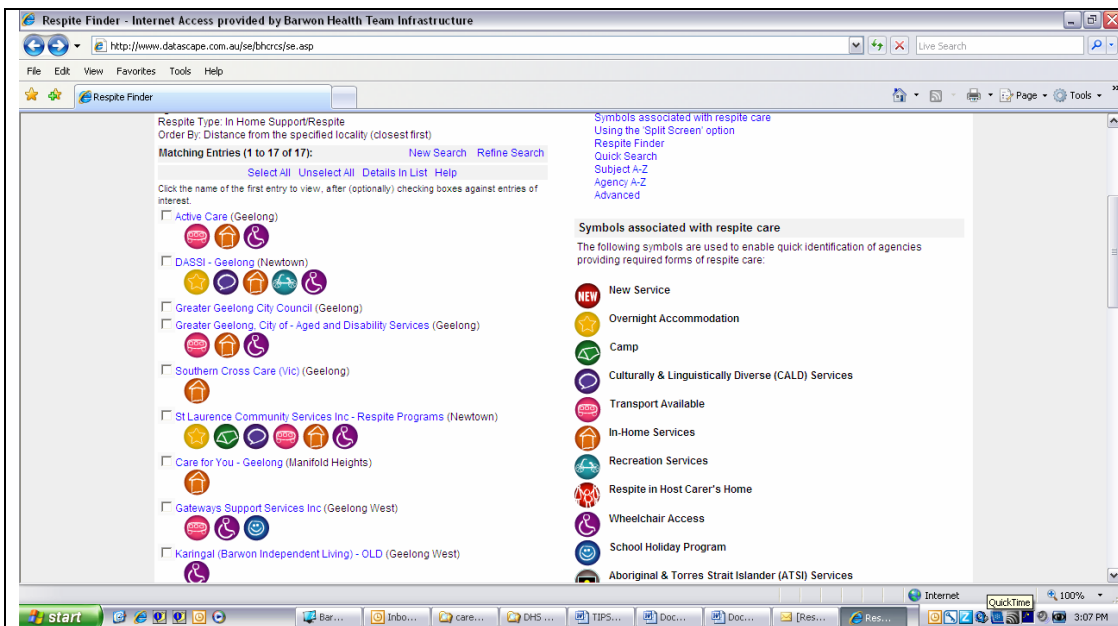 Respite Finder - Internet Access provided by Barwon Health Team Infrastructure
http://www.datascape.com.au/se/bhcrcs/se.asp
Live Search
File Edit View Favorites Tools Help
Respite Finder
Page Tools
Respite Type: In Home Support/Respite
Order By: Distance from the specified locality (closest first)
Matching Entries (1 to 17 of 17): New Search Refine Search
Select All Unselect All Details In List Help
Click the name of the first entry to view, after (optionally) checking boxes against entries of
interest.
Active Care (Geelong)
DASSI - Geelong (Newtown)
Greater Geelong City Council (Geelong)
Greater Geelong, City of - Aged and Disability Services (Geelong)
Southern Cross Care (Vic) (Geelong)
St Laurence Community Services Inc - Respite Programs (Newtown)
Care for You - Geelong (Manifold Heights)
Gateways Support Services Inc (Geelong West)
Karingal (Barwon Independent Living) - OLD (Geelong West)
Symbols associated with respite care
Using the 'Split Screen' option
Respite Finder
Quick Search
Subject A-Z
Agency A-Z
Advanced
Symbols associated with respite care
The following symbols are used to enable quick identification of agencies
providing required forms of respite care:
NEW New Service
Overnight Accommodation
Camp
Culturally & Linguistically Diverse (CALD) Services
Transport Available
In-Home Services
Recreation Services
Respite in Host Carer's Home
Wheelchair Access
School Holiday Program
Aboriginal & Torres Strait Islander (ATSI) Services
Internet 100%
QuickTime
start Bar... Inbo... care... DHS ... TIPS... Doc... Doc... [Res... Res... 3:07 PM